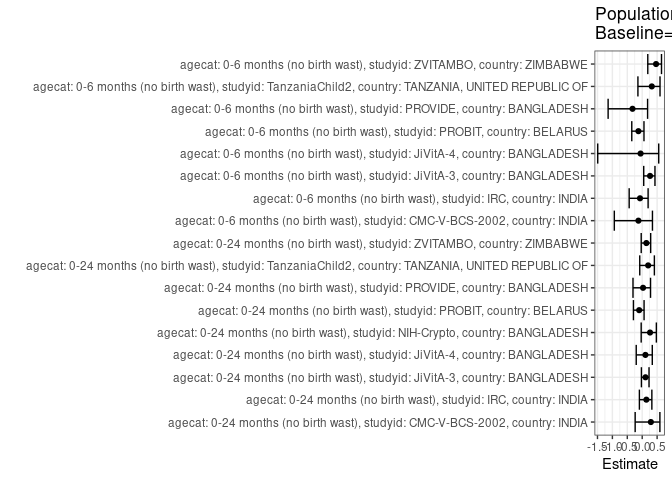 Population
Baseline=
agecat: 0-6 months (no birth wast), studyid: ZVITAMBO, country: ZIMBABWE
agecat: 0-6 months (no birth wast), studyid: TanzaniaChild2, country: TANZANIA, UNITED REPUBLIC OF
agecat: 0-6 months (no birth wast), studyid: PROVIDE, country: BANGLADESH
agecat: 0-6 months (no birth wast), studyid: PROBIT, country: BELARUS
agecat: 0-6 months (no birth wast), studyid: JiVitA-4, country: BANGLADESH
agecat: 0-6 months (no birth wast), studyid: JiVitA-3, country: BANGLADESH
agecat: 0-6 months (no birth wast), studyid: IRC, country: INDIA
agecat: 0-6 months (no birth wast), studyid: CMC-V-BCS-2002, country: INDIA
agecat: 0-24 months (no birth wast), studyid: ZVITAMBO, country: ZIMBABWE
agecat: 0-24 months (no birth wast), studyid: TanzaniaChild2, country: TANZANIA, UNITED REPUBLIC OF
agecat: 0-24 months (no birth wast), studyid: PROVIDE, country: BANGLADESH
agecat: 0-24 months (no birth wast), studyid: PROBIT, country: BELARUS
agecat: 0-24 months (no birth wast), studyid: NIH-Crypto, country: BANGLADESH
agecat: 0-24 months (no birth wast), studyid: JiVitA-4, country: BANGLADESH
agecat: 0-24 months (no birth wast), studyid: JiVitA-3, country: BANGLADESH
agecat: 0-24 months (no birth wast), studyid: IRC, country: INDIA
agecat: 0-24 months (no birth wast), studyid: CMC-V-BCS-2002, country: INDIA
-1.5 -1.0 -0.5 0.0 0.5
Estimate